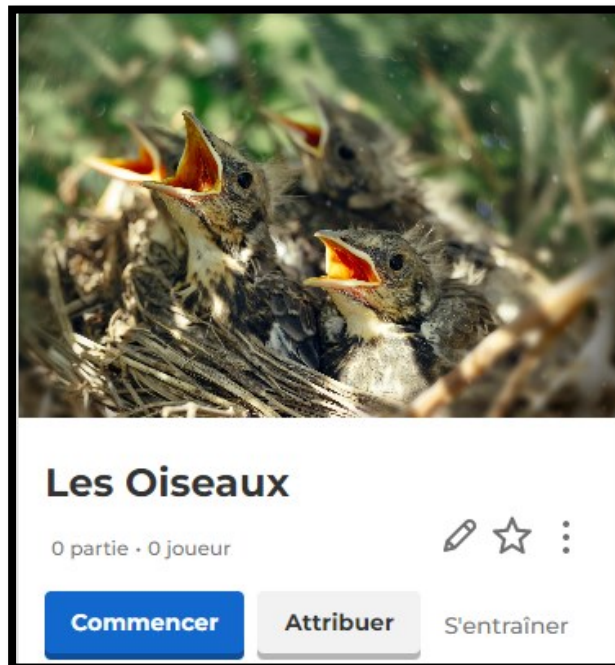 Les Oiseaux
0 partie • 0 joueur
Commencer Attribuer S'entraîner